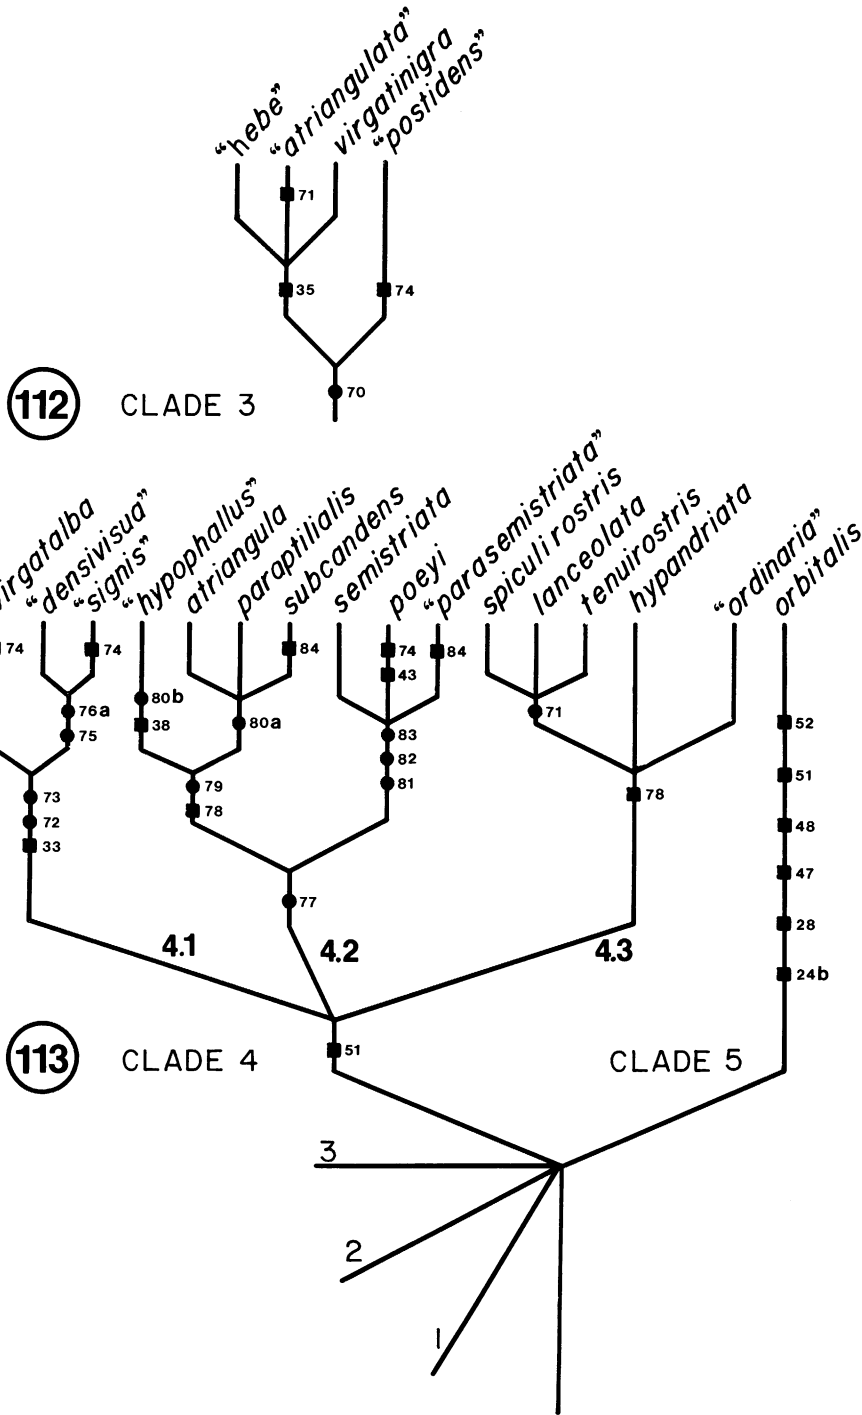 “hebe”
“atriangulata”
virgatinigra
“postidens”
71
35
74
70
112 CLADE 3
virgatalba
“densivisua”
“signis”
“hypophallus”
atriangula
paraptilialis
subcandens
semistriata
poeyi
“parasemistriata”
spiculirostris
lanceolata
tenuirostris
hypandriata
“ordinaria”
orbitalis
74
74
84
74
84
43
80b
76a
71
38
80a
52
75
83
82
51
79
81
78
73
78
72
48
33
47
77
28
4.1
4.2
4.3
24b
51
113 CLADE 4
CLADE 5
3
2
1